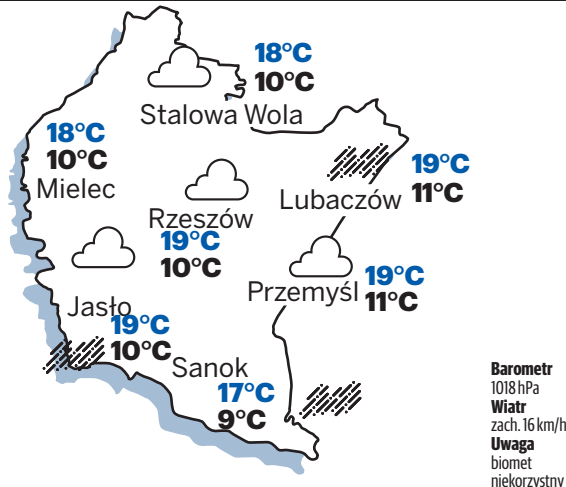 18°C
10°C
Stalowa Wola
18°C
10°C
Mielec
19°C
11°C
Lubaczów
Rzeszów
19°C
10°C
Przemyśl
19°C
11°C
Jasło
19°C
10°C
Sanok
17°C
9°C
Barometr
1018 hPa
Wiatr
zach. 16 km/h
Uwaga
biomet
niekorzystny